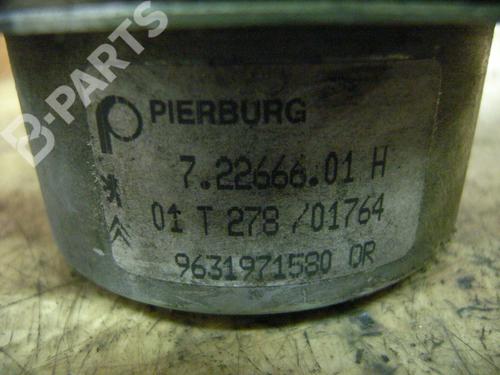 B-PARTS
PIERBURG
7.22666.01 H
01 T 278 /01764
9631971580 OR